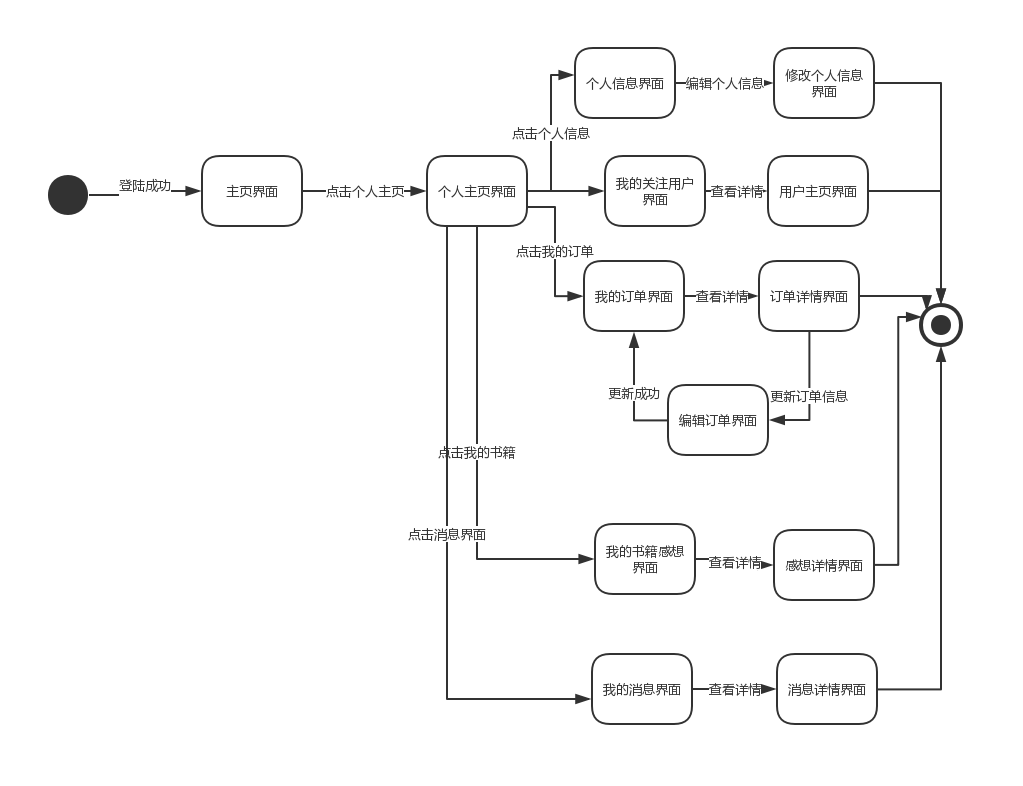 个人信息界面
编辑个人信息
修改个人信息
界面
点击个人信息
登陆成功
主页界面
点击个人主页
个人主页界面
我的关注用户
界面
查看详情
用户主页界面
点击我的订单
我的订单界面
查看详情
订单详情界面
更新成功
更新订单信息
编辑订单界面
点击我的书籍
点击消息界面
我的书籍感想
界面
查看详情
感想详情界面
我的消息界面
查看详情
消息详情界面